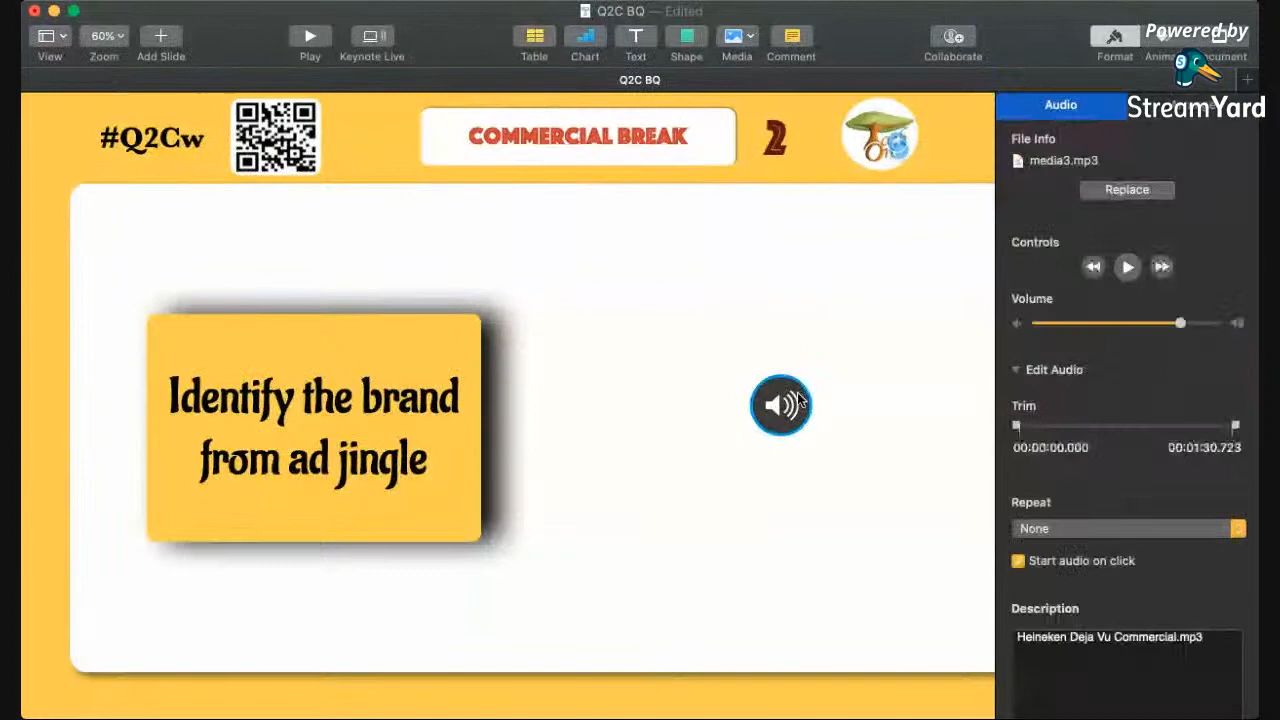 Q2C BQ — Edited
Powered by
60%
View
Zoom
Add Slide
Play
Keynote Live
Table
Chart
Text
Shape
Media
Comment
Collaborate
Format
StreamYard
Q2C BQ
#Q2Cw
COMMERCIAL BREAK
2
Audio
File Info
media3.mp3
Replace
Controls
Volume
Edit Audio
Trim
00:00:00.000
00:01:30.723
Repeat
None
Start audio on click
Description
Heineken Deja Vu Commercial.mp3
Identify the brand
from ad jingle